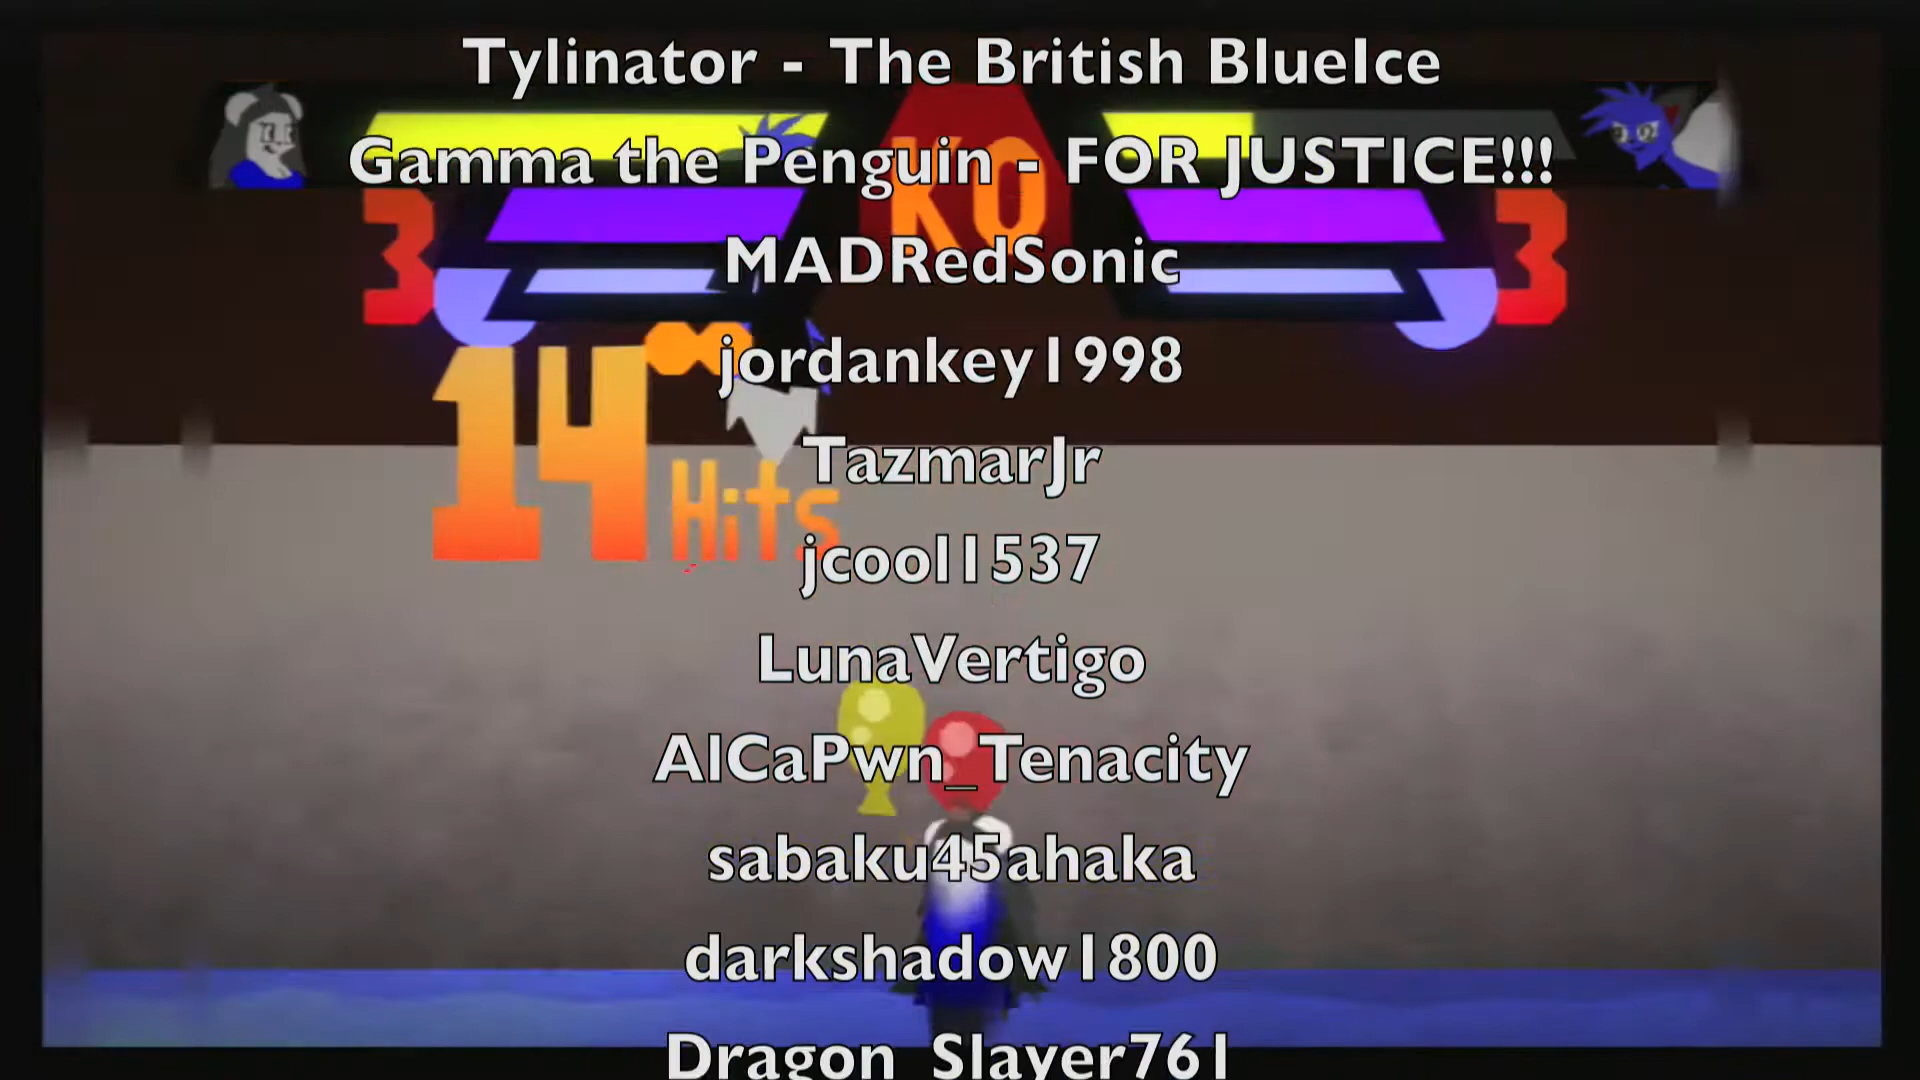 Tylinator - The British BlueIce
Gamma the Penguin - FOR JUSTICE!!!
KO
MADRedSonic
3
3
jordankey1998
14 Hits
TazmarJr
jcool1537
LunaVertigo
AlCaPwn_Tenacity
sabaku45ahaka
darkshadow1800
Dragon_Slayer761